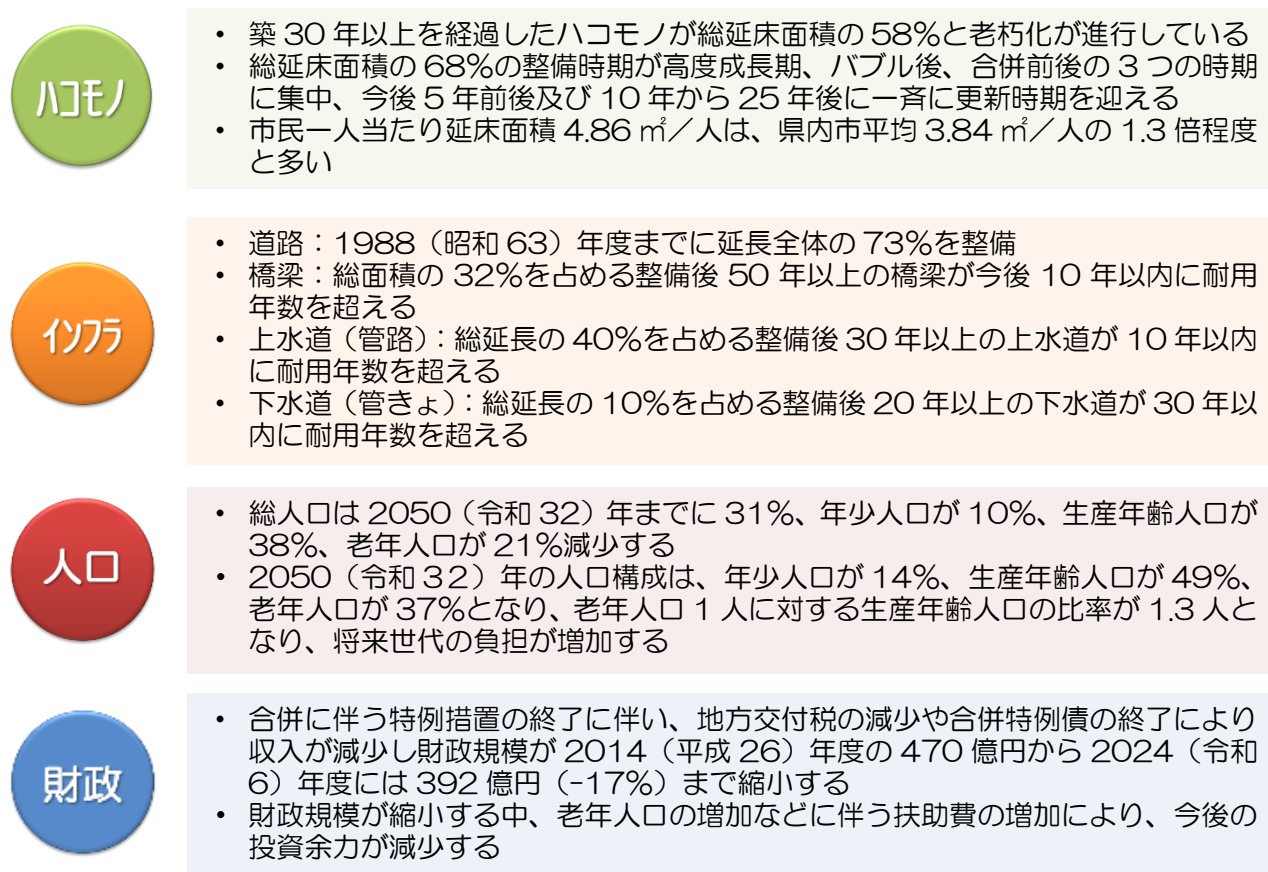 ハコモノ
• 築 30 年以上を経過したハコモノが総延床面積の 58%と老朽化が進行している
• 総延床面積の 68%の整備時期が高度成長期、バブル後、合併前後の 3 つの時期
に集中、今後 5 年前後及び 10 年から 25 年後に一斉に更新時期を迎える
• 市民一人当たり延床面積 4.86 ㎡／人は、県内市平均 3.84 ㎡／人の 1.3 倍程度
と多い
インフラ
• 道路：1988（昭和 63）年度までに延長全体の 73%を整備
• 橋梁：総面積の 32%を占める整備後 50 年以上の橋梁が今後 10 年以内に耐用
年数を超える
• 上水道（管路）：総延長の 40%を占める整備後 30 年以上の上水道が 10 年以内
に耐用年数を超える
• 下水道（管きょ）：総延長の 10%を占める整備後 20 年以上の下水道が 30 年以
内に耐用年数を超える
人口
• 総人口は 2050（令和 32）年までに 31%、年少人口が 10%、生産年齢人口が
38%、老年人口が 21%減少する
• 2050（令和３２）年の人口構成は、年少人口が 14%、生産年齢人口が 49%、
老年人口が 37%となり、老年人口 1 人に対する生産年齢人口の比率が 1.3 人と
なり、将来世代の負担が増加する
財政
• 合併に伴う特例措置の終了に伴い、地方交付税の減少や合併特例債の終了により
収入が減少し財政規模が 2014（平成 26）年度の 470 億円から 2024（令和
6）年度には 392 億円（-17%）まで縮小する
• 財政規模が縮小する中、老年人口の増加などに伴う扶助費の増加により、今後の
投資余力が減少する